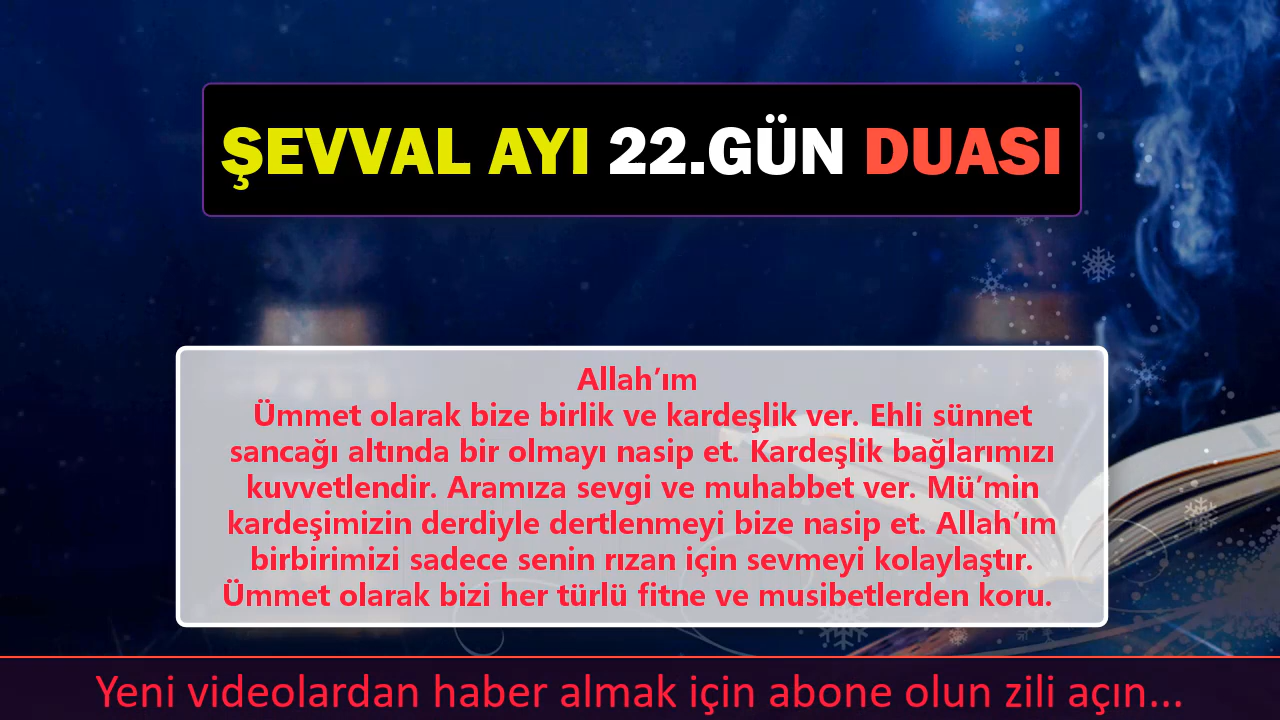 ŞEVVAL AYI 22.GÜN DUASI
Allah’ım
Ümmet olarak bize birlik ve kardeşlik ver. Ehli sünnet
sancağı altında bir olmayı nasip et. Kardeşlik bağlarımızı
kuvvetlendir. Aramıza sevgi ve muhabbet ver. Mü’min
kardeşimizin derdiyle dertlenmeyi bize nasip et. Allah’ım
birbirimizi sadece senin rızan için sevmeyi kolaylaştır.
Ümmet olarak bizi her türlü fitne ve musibetlerden koru.
Yeni videolardan haber almak için abone olun zili açın...